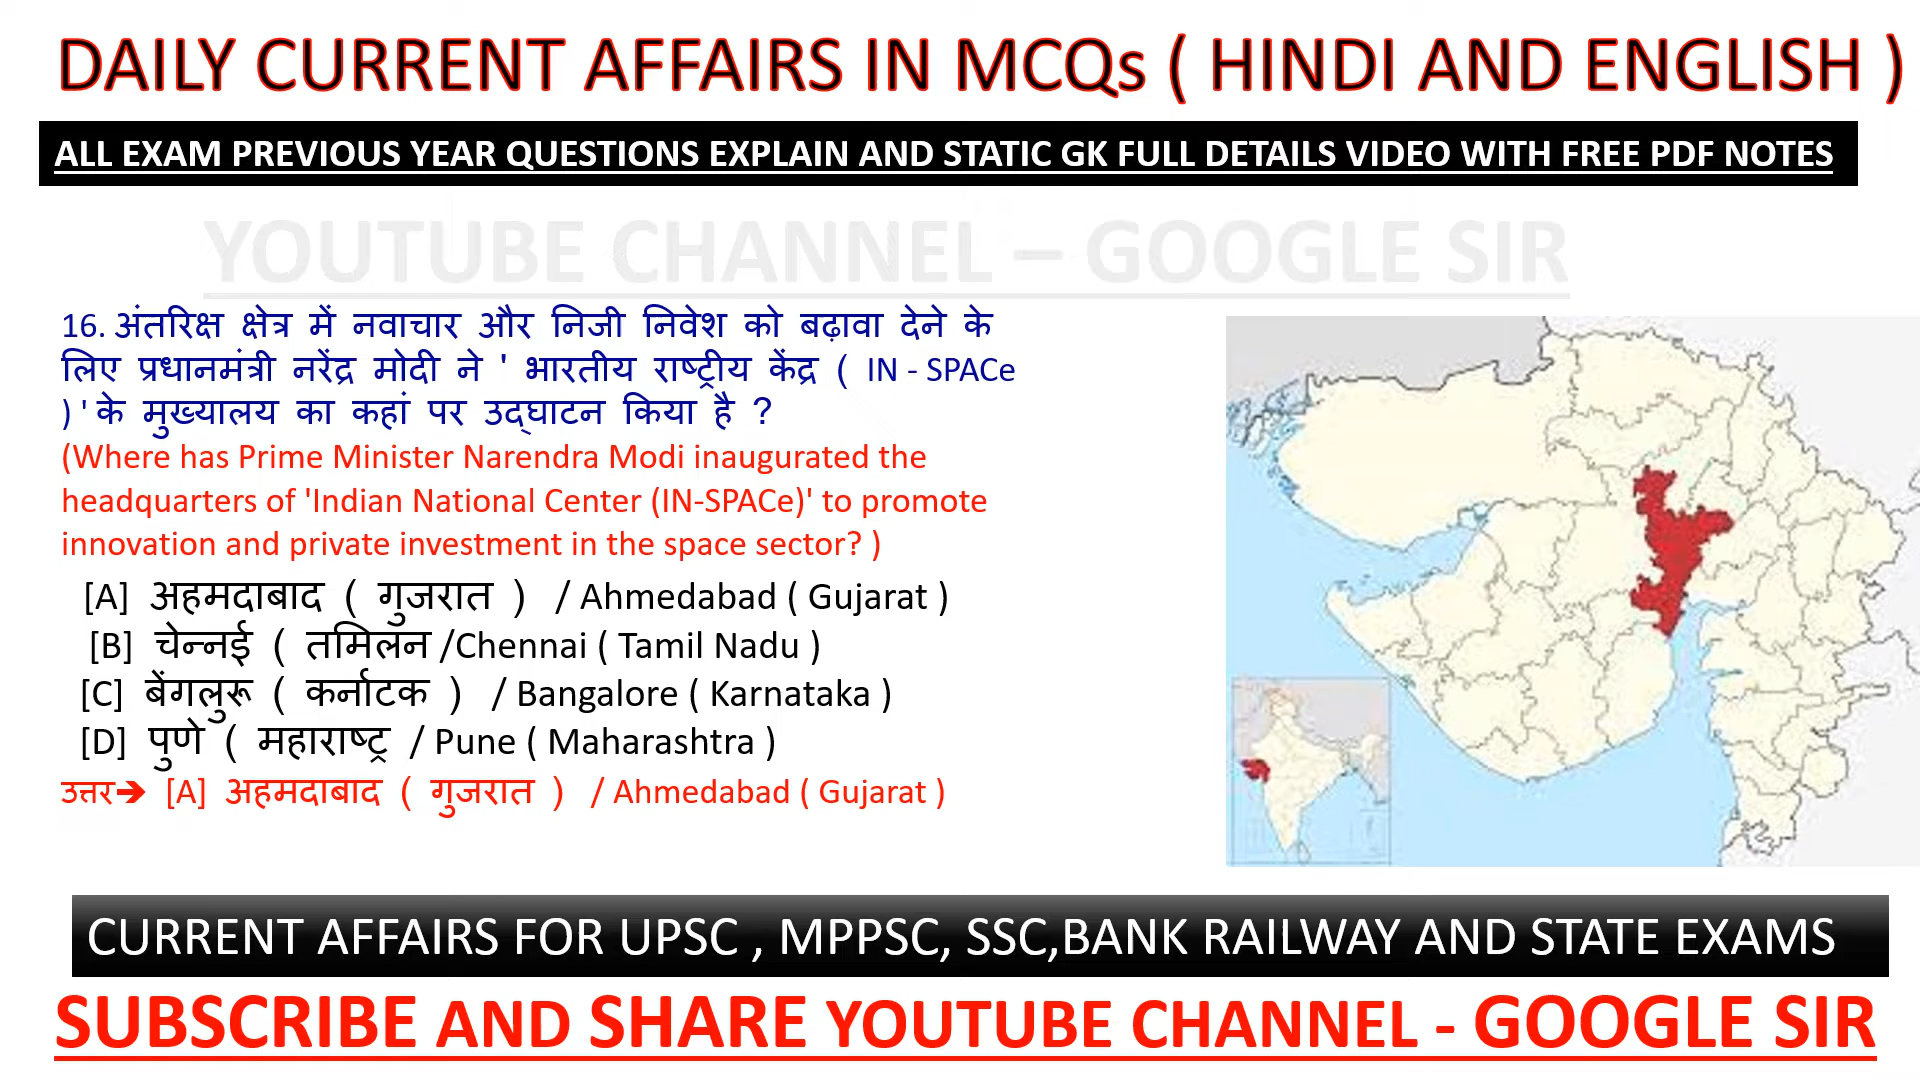 DAILY CURRENT AFFAIRS IN MCQs ( HINDI AND ENGLISH )
ALL EXAM PREVIOUS YEAR QUESTIONS EXPLAIN AND STATIC GK FULL DETAILS VIDEO WITH FREE PDF NOTES
YOUTUBE CHANNEL – GOOGLE SIR
16. अंतरिक्ष क्षेत्र में नवाचार और निजी निवेश को बढ़ावा देने के
लिए प्रधानमंत्री नरेंद्र मोदी ने ' भारतीय राष्ट्रीय केंद्र ( IN - SPACe
) ' के मुख्यालय का कहां पर उद्घाटन किया है ?
(Where has Prime Minister Narendra Modi inaugurated the
headquarters of 'Indian National Center (IN-SPACe)' to promote
innovation and private investment in the space sector? )
[A] अहमदाबाद ( गुजरात ) / Ahmedabad ( Gujarat )
[B] चेन्नई ( तमिलन /Chennai ( Tamil Nadu )
[C] बेंगलुरू ( कर्नाटक ) / Bangalore ( Karnataka )
[D] पुणे ( महाराष्ट्र / Pune ( Maharashtra )
उत्तर➔ [A] अहमदाबाद ( गुजरात ) / Ahmedabad ( Gujarat )
CURRENT AFFAIRS FOR UPSC , MPPSC, SSC,BANK RAILWAY AND STATE EXAMS
SUBSCRIBE AND SHARE YOUTUBE CHANNEL - GOOGLE SIR